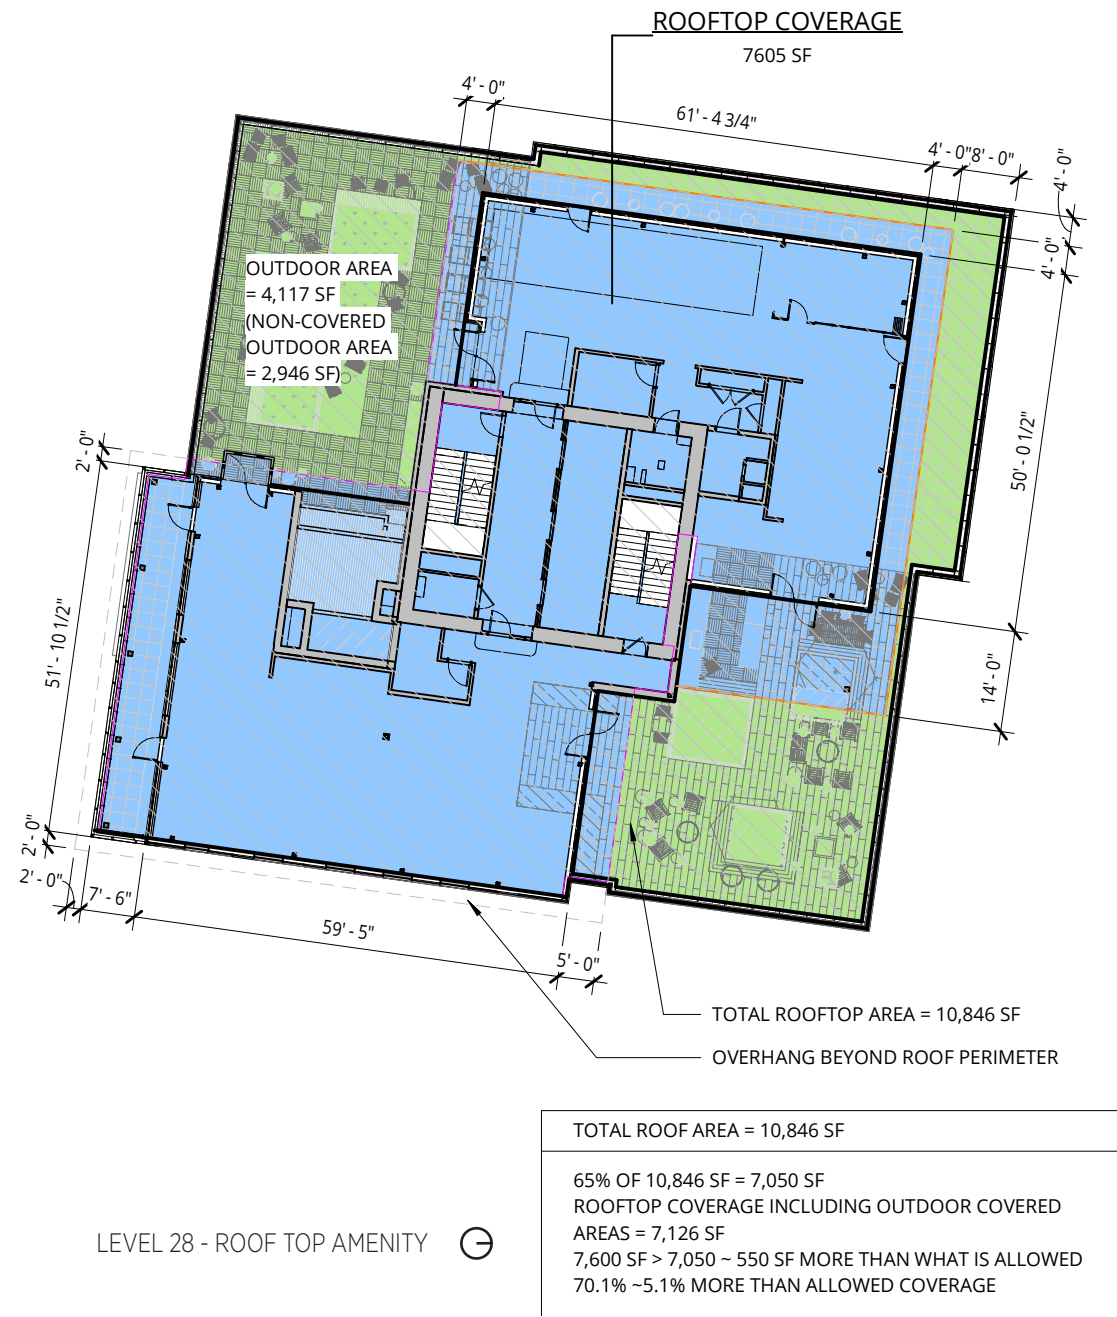 ROOFTOP COVERAGE
7605 SF
4' - 0"
61' - 4 3/4"
4' - 0"
8' - 0"
4' - 0"
4' - 0"
OUTDOOR AREA
= 4,117 SF
(NON-COVERED
OUTDOOR AREA
= 2,946 SF)
2' - 0"
50' - 0 1/2"
51' - 10 1/2"
14' - 0"
2' - 0"
2' - 0"
7' - 6"
59' - 5"
5' - 0"
TOTAL ROOFTOP AREA = 10,846 SF
OVERHANG BEYOND ROOF PERIMETER
TOTAL ROOF AREA = 10,846 SF
65% OF 10,846 SF = 7,050 SF
ROOFTOP COVERAGE INCLUDING OUTDOOR COVERED
AREAS = 7,126 SF
7,600 SF > 7,050 ~ 550 SF MORE THAN WHAT IS ALLOWED
70.1% ~5.1% MORE THAN ALLOWED COVERAGE
LEVEL 28 - ROOF TOP AMENITY